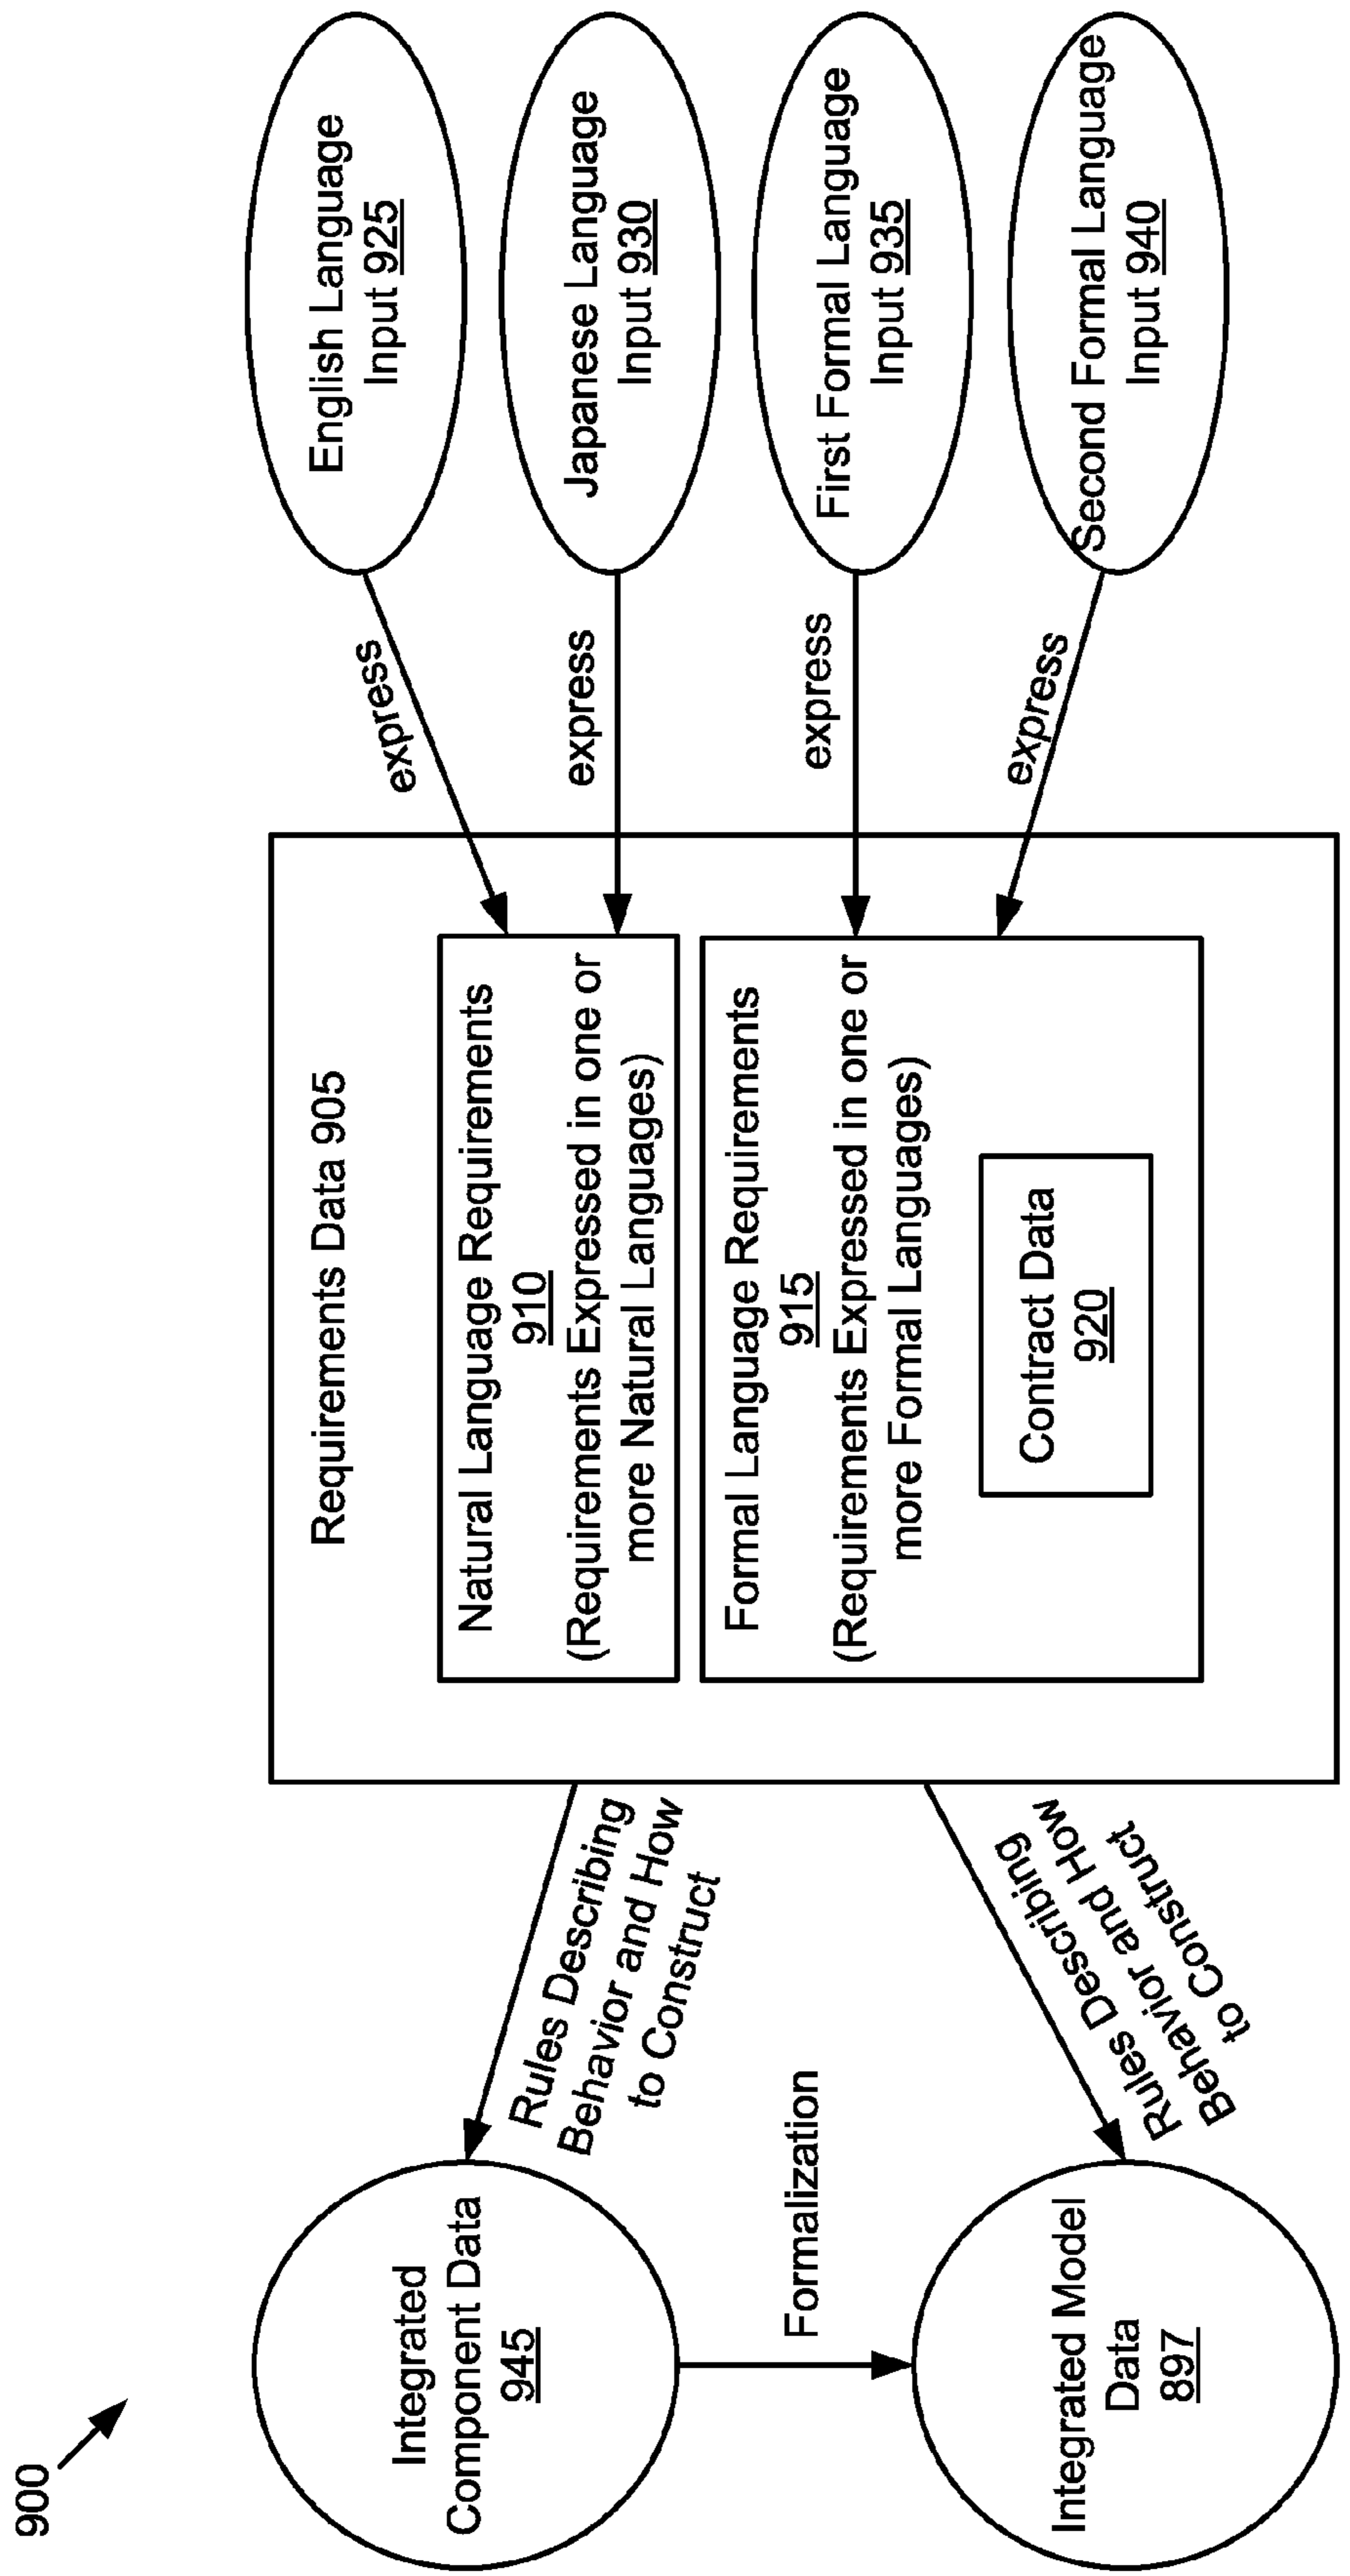 900
Integrated
Component Data
945
Rules Describing
Behavior and How
to Construct
Formalization
Integrated Model
Data
897
Rules Describing
Behavior and How
to Construct
Requirements Data 905
Natural Language Requirements
910
(Requirements Expressed in one or
more Natural Languages)
Formal Language Requirements
915
(Requirements Expressed in one or
more Formal Languages)
Contract Data
920
express
express
express
express
English Language
Input 925
Japanese Language
Input 930
First Formal Language
Input 935
Second Formal Language
Input 940